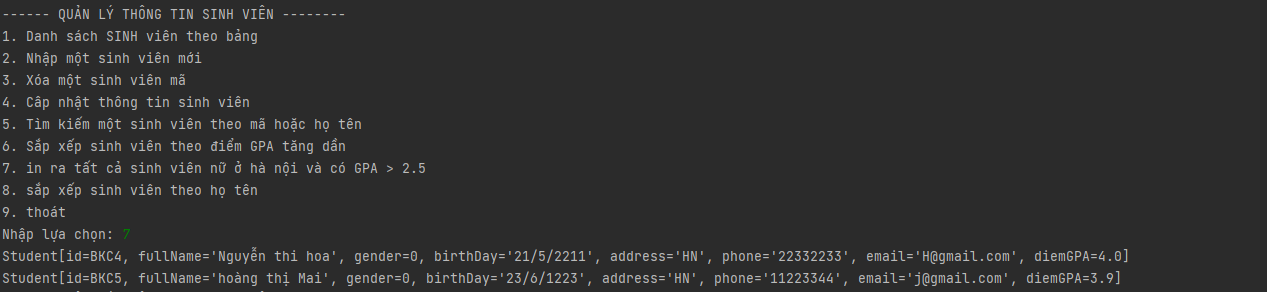 ------ QUẢN LÝ THÔNG TIN SINH VIÊN --------
1. Danh sách SINH viên theo bảng
2. Nhập một sinh viên mới
3. Xóa một sinh viên mã
4. Câp nhật thông tin sinh viên
5. Tìm kiếm một sinh viên theo mã hoặc họ tên
6. Sắp xếp sinh viên theo điểm GPA tăng dần
7. in ra tất cả sinh viên nữ ở hà nội và có GPA > 2.5
8. sắp xếp sinh viên theo họ tên
9. thoát
Nhập lựa chọn: 7
Student[id=BKC4, fullName='Nguyễn thi hoa', gender=0, birthDay='21/5/2211', address='HN', phone='22332233', email='H@gmail.com', diemGPA=4.0]
Student[id=BKC5, fullName='hoàng thị Mai', gender=0, birthDay='23/6/1223', address='HN', phone='11223344', email='j@gmail.com', diemGPA=3.9]